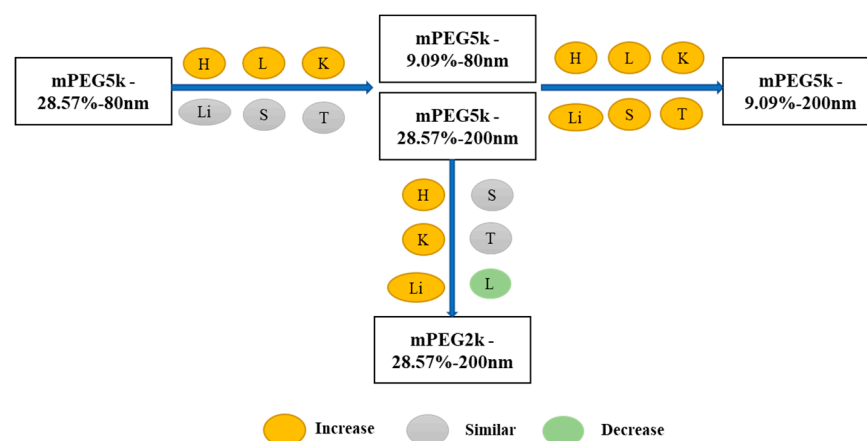 mPEG5k -
28.57%-80nm
H L K
Li S T
mPEG5k -
9.09%-80nm
mPEG5k -
28.57%-200nm
H L K
Li S T
mPEG5k -
9.09%-200nm
H S
K T
Li L
mPEG2k -
28.57%-200nm
Increase Similar Decrease